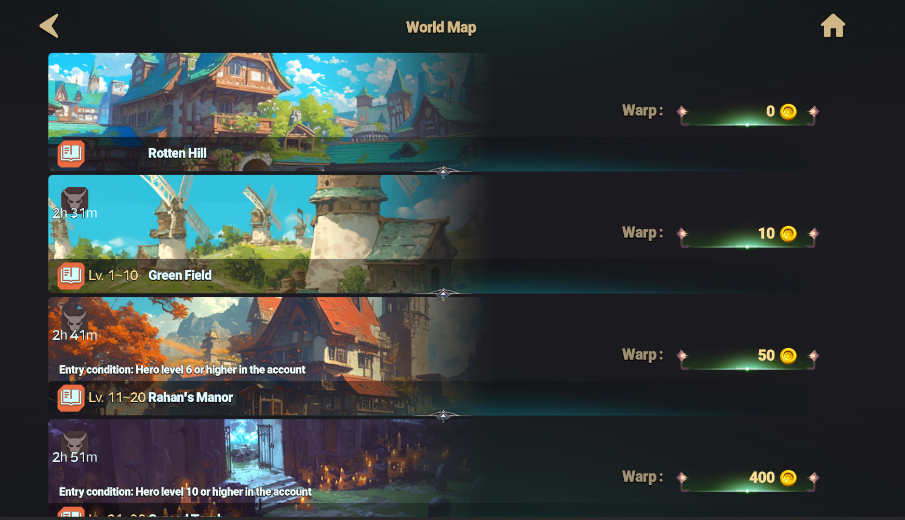 World Map
Warp: 0
Rotten Hill
2h 31m
Warp: 10
Lv. 1~10 Green Field
2h 41m
Warp: 50
Entry condition: Hero level 6 or higher in the account
Lv. 11~20 Rahan's Manor
2h 51m
Warp: 400
Entry condition: Hero level 10 or higher in the account